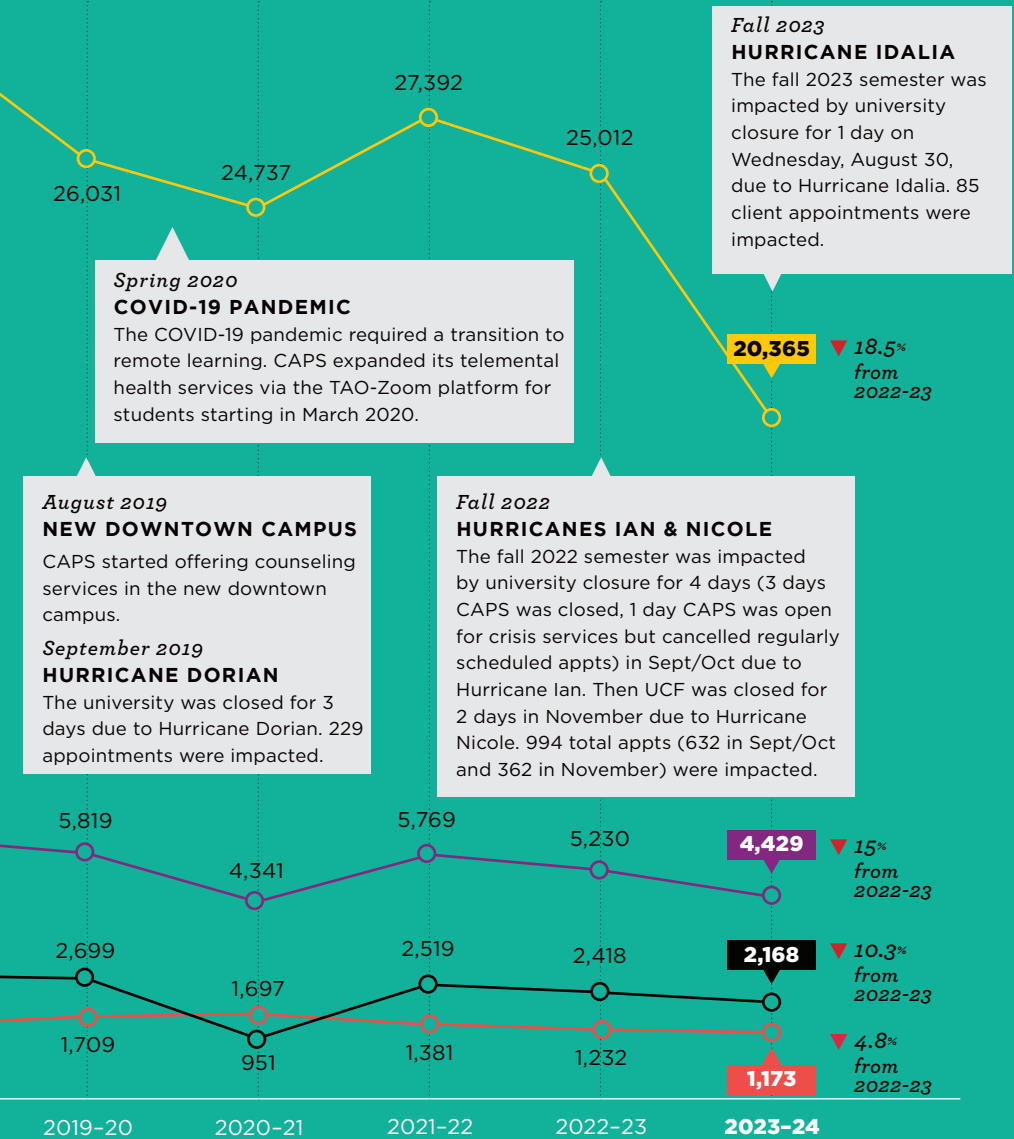 Fall 2023
HURRICANE IDALIA
The fall 2023 semester was
impacted by university
closure for 1 day on
Wednesday, August 30,
due to Hurricane Idalia. 85
client appointments were
impacted.
27,392
25,012
24,737
26,031
Spring 2020
COVID-19 PANDEMIC
The COVID-19 pandemic required a transition to
remote learning. CAPS expanded its telemental
health services via the TAO-Zoom platform for
students starting in March 2020.
20,365
▼ 18.5%
from
2022-23
August 2019
NEW DOWNTOWN CAMPUS
CAPS started offering counseling
services in the new downtown
campus.
September 2019
HURRICANE DORIAN
The university was closed for 3
days due to Hurricane Dorian. 229
appointments were impacted.
Fall 2022
HURRICANES IAN & NICOLE
The fall 2022 semester was impacted
by university closure for 4 days (3 days
CAPS was closed, 1 day CAPS was open
for crisis services but cancelled regularly
scheduled appts) in Sept/Oct due to
Hurricane Ian. Then UCF was closed for
2 days in November due to Hurricane
Nicole. 994 total appts (632 in Sept/Oct
and 362 in November) were impacted.
5,819
4,341
5,769
5,230
4,429
▼ 15%
from
2022-23
2,699
951
2,519
2,418
2,168
▼ 10.3%
from
2022-23
1,709
1,697
1,381
1,232
1,173
▼ 4.8%
from
2022-23
2019–20
2020–21
2021–22
2022–23
2023–24